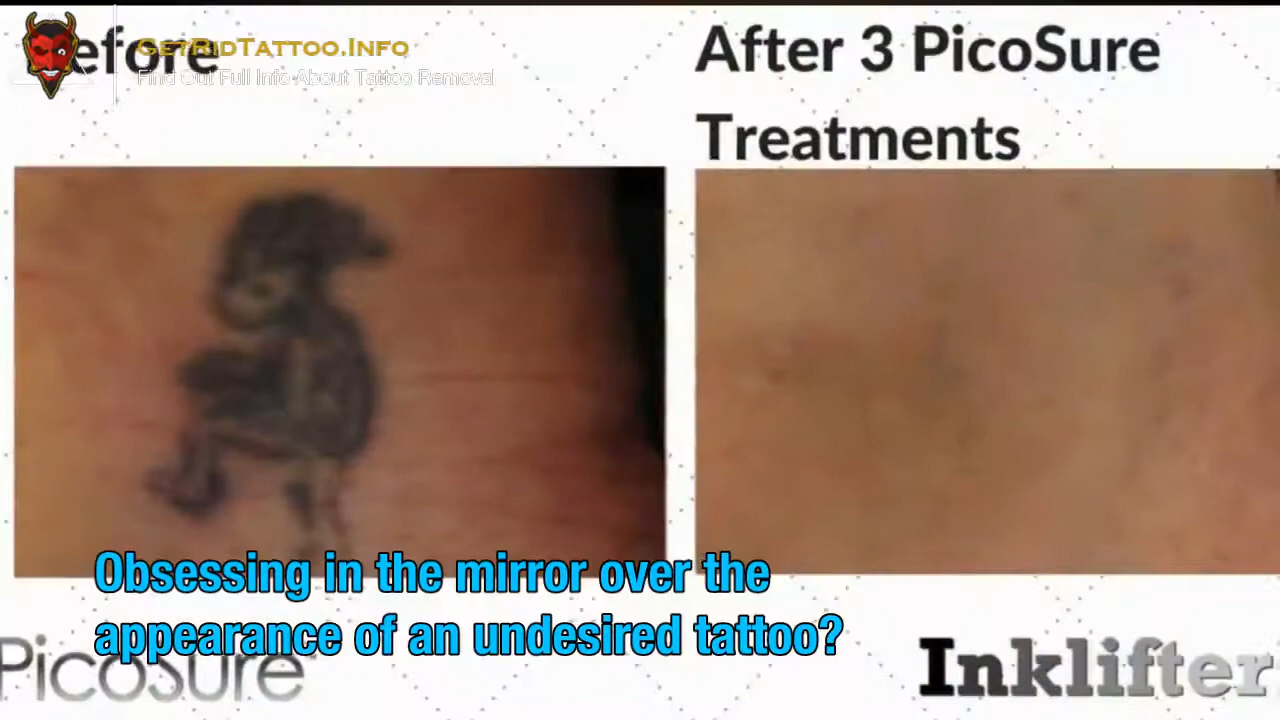 efore
GetRidTattoo.Info
Find Out Full Info About Tattoo Removal
After 3 PicoSure
Treatments
Obsessing in the mirror over the
appearance of an undesired tattoo?
PicoSure
Inklifter